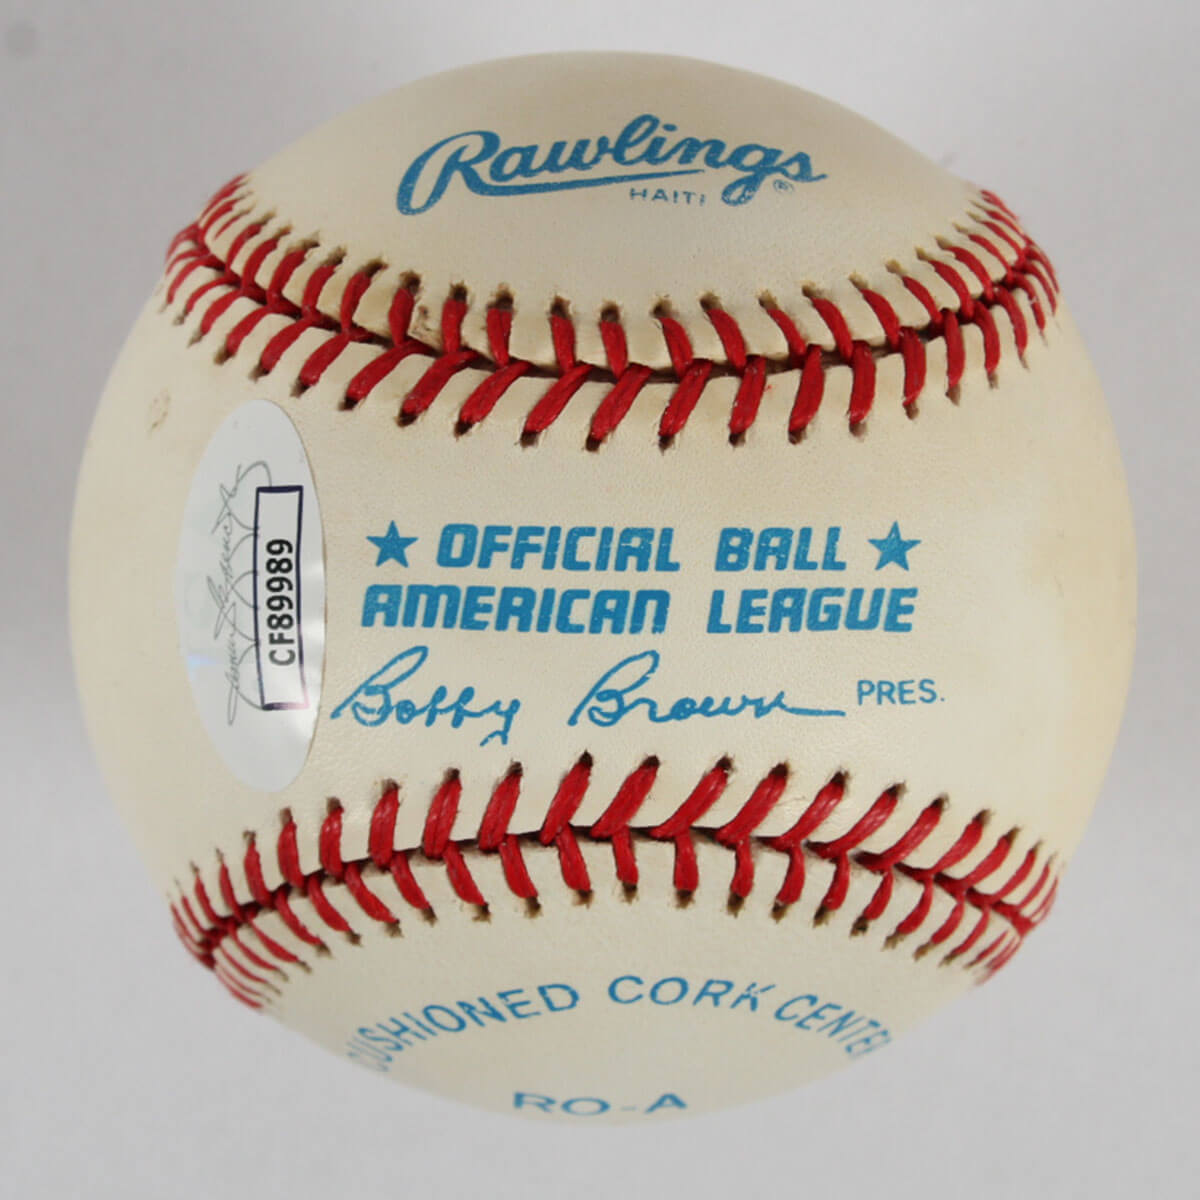 Rawlings®
HAITI
★ OFFICIAL BALL ★
AMERICAN LEAGUE
Bobby Brown PRES.
CF89989
CUSHIONED CORK CENTER
RO-A